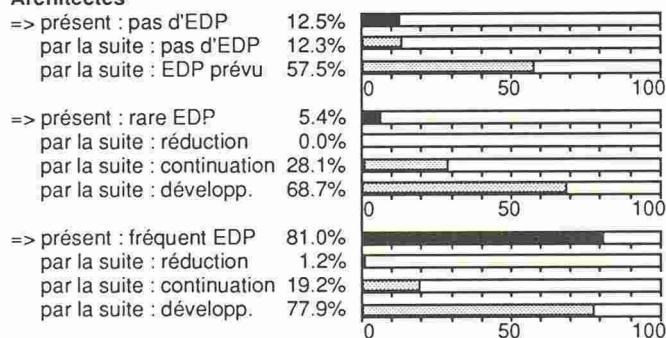 Architectes
=> présent : pas d'EDP 12.5%
par la suite : pas d'EDP 12.3%
par la suite : EDP prévu 57.5%
0 50 100
=> présent : rare EDP 5.4%
par la suite : réduction 0.0%
par la suite : continuation 28.1%
par la suite : développ. 68.7%
0 50 100
=> présent : fréquent EDP 81.0%
par la suite : réduction 1.2%
par la suite : continuation 19.2%
par la suite : développ. 77.9%
0 50 100